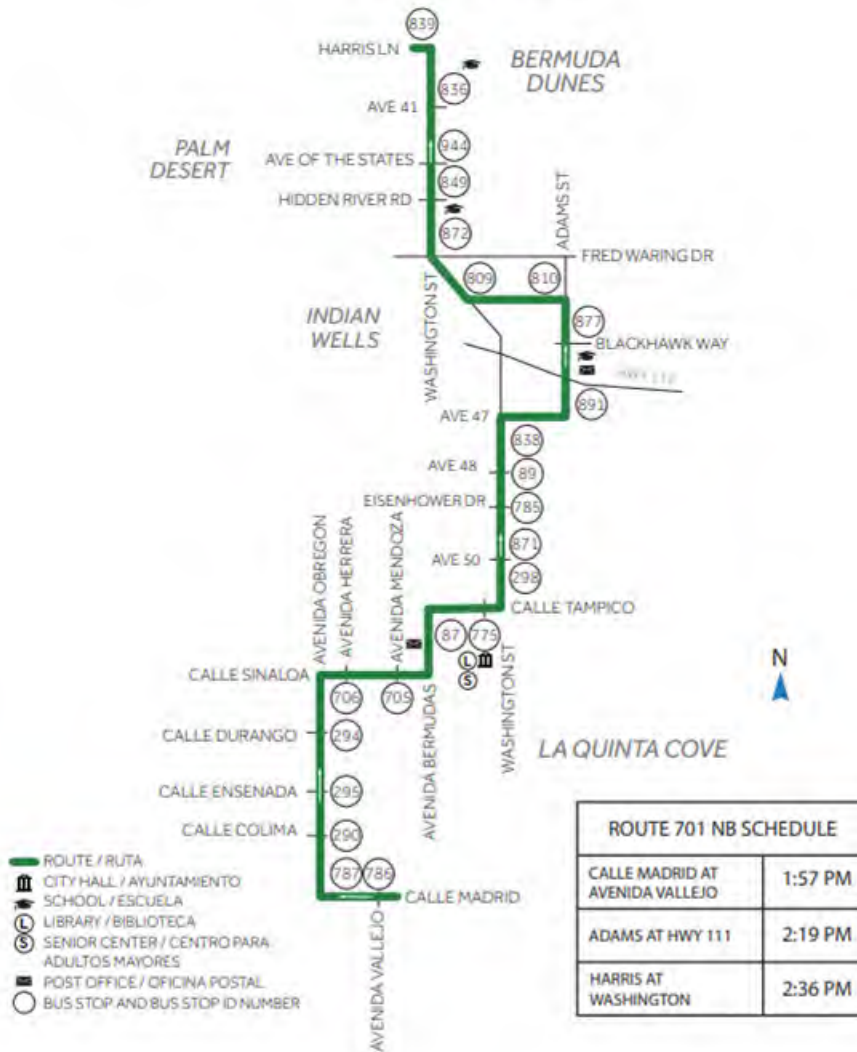 839
HARRIS LN
BERMUDA
DUNES
836
AVE 41
PALM
DESERT
944
AVE OF THE STATES
849
HIDDEN RIVER RD
872
ADAMS ST
FRED WARING DR
809
810
WASHINGTON ST
INDIAN
WELLS
877
BLACKHAWK WAY
891
AVE 47
838
AVE 48
89
EISENHOWER DR
785
871
AVE 50
298
AVENIDA OBREGON
AVENIDA HERRERA
AVENIDA MENDOZA
CALLE TAMPICO
87
775
L
S
CALLE SINALOA
706
705
AVENIDA BERMUDAS
WASHINGTON ST
N
CALLE DURANGO
294
LA QUINTA COVE
CALLE ENSENADA
295
CALLE COLIMA
290
787
786
CALLE MADRID
AVENIDA VALLEJO
ROUTE / RUTA
CITY HALL / AYUNTAMIENTO
SCHOOL / ESCUELA
L LIBRARY / BIBLIOTECA
S SENIOR CENTER / CENTRO PARA
ADULTOS MAYORES
POST OFFICE / OFICINA POSTAL
BUS STOP AND BUS STOP ID NUMBER
ROUTE 701 NB SCHEDULE
CALLE MADRID AT
AVENIDA VALLEJO
1:57 PM
ADAMS AT HWY 111
2:19 PM
HARRIS AT
WASHINGTON
2:36 PM